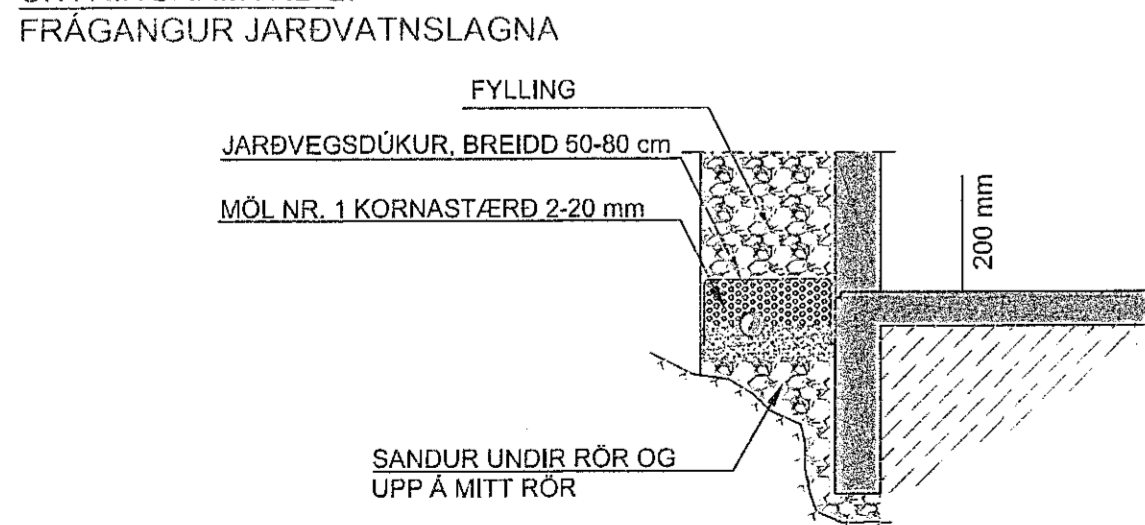 FRÁGANGUR JARÐVATNSLAGNA
FYLLING
JARÐVEGSDÚKUR, BREIDD 50-80 cm
MÖL NR. 1 KORNASTÆRÐ 2-20 mm
200 mm
SANDUR UNDIR RÖR OG
UPP Á MITT RÖR